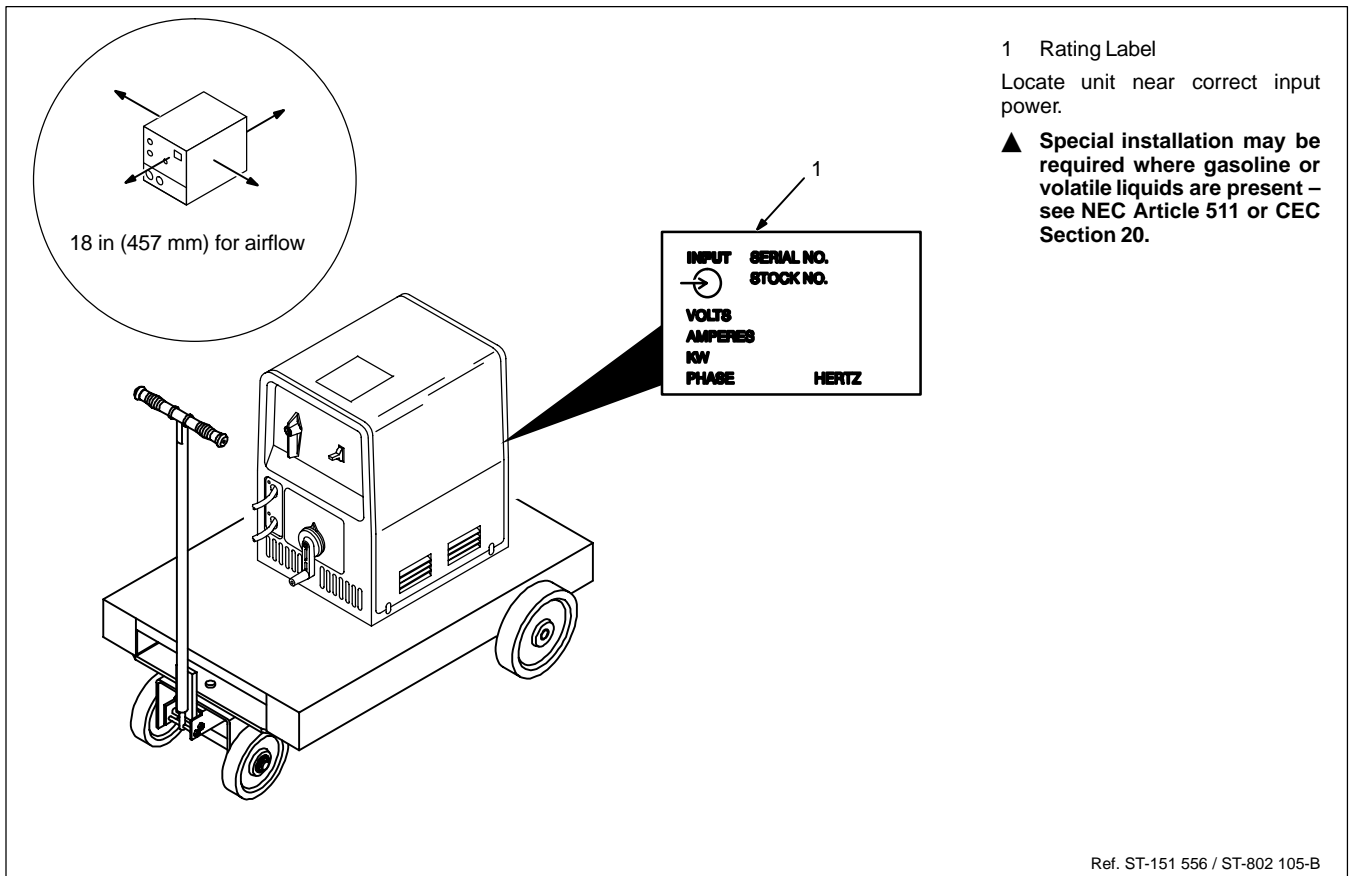 18 in (457 mm) for airflow
1
INPUT SERIAL NO.
STOCK NO.
VOLTS
AMPERES
KW
PHASE HERTZ
1 Rating Label
Locate unit near correct input
power.
▲ Special installation may be
required where gasoline or
volatile liquids are present –
see NEC Article 511 or CEC
Section 20.
Ref. ST-151 556 / ST-802 105-B